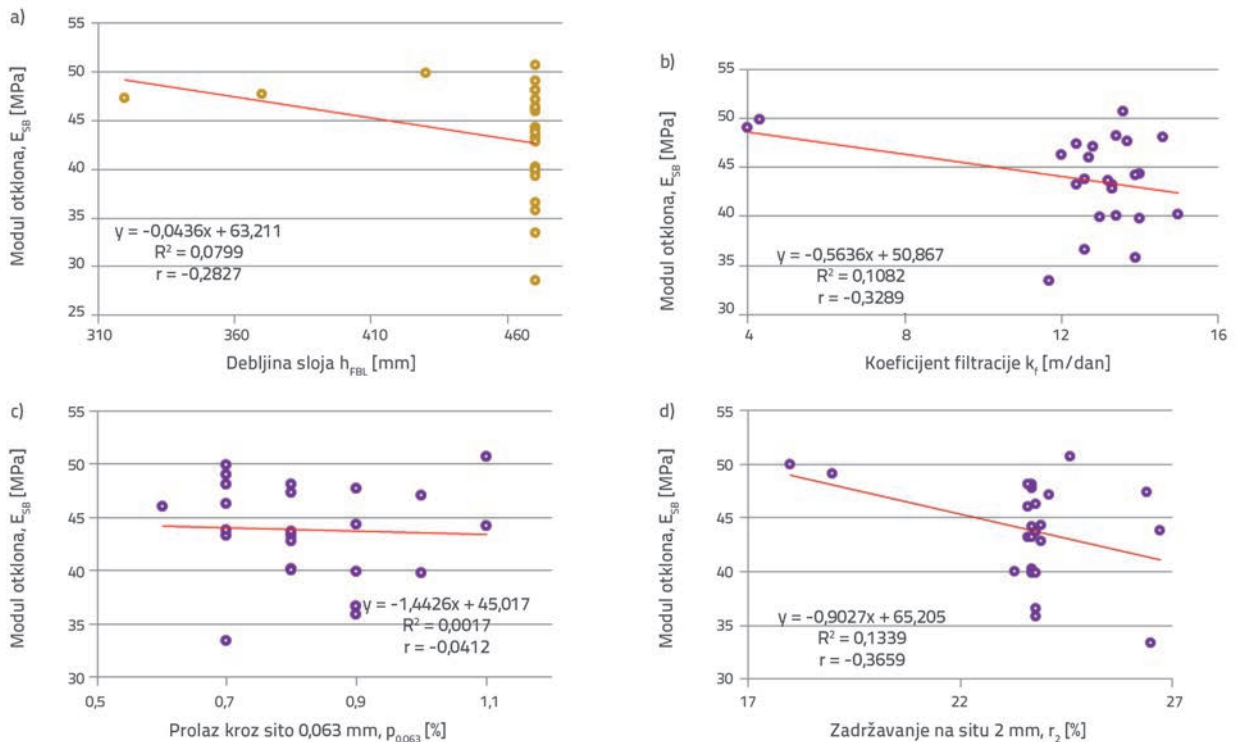 a)
Modul otklona, E_SB [MPa]
55
50
45
40
35
30
25
y = -0,0436x + 63,211
R² = 0,0799
r = -0,2827
310
360
410
460
Debljina sloja h_FBL [mm]
b)
Modul otklona, E_SB [MPa]
55
50
45
40
35
30
y = -0,5636x + 50,867
R² = 0,1082
r = -0,3289
4
8
12
16
Koeficijent filtracije k_f [m/dan]
c)
Modul otklona, E_SB [MPa]
55
50
45
40
35
30
y = -1,4426x + 45,017
R² = 0,0017
r = -0,0412
0,5
0,7
0,9
1,1
Prolaz kroz sito 0,063 mm, p_0,063 [%]
d)
Modul otklona, E_SB [MPa]
55
50
45
40
35
30
y = -0,9027x + 65,205
R² = 0,1339
r = -0,3659
17
22
27
Zadržavanje na situ 2 mm, r_2 [%]